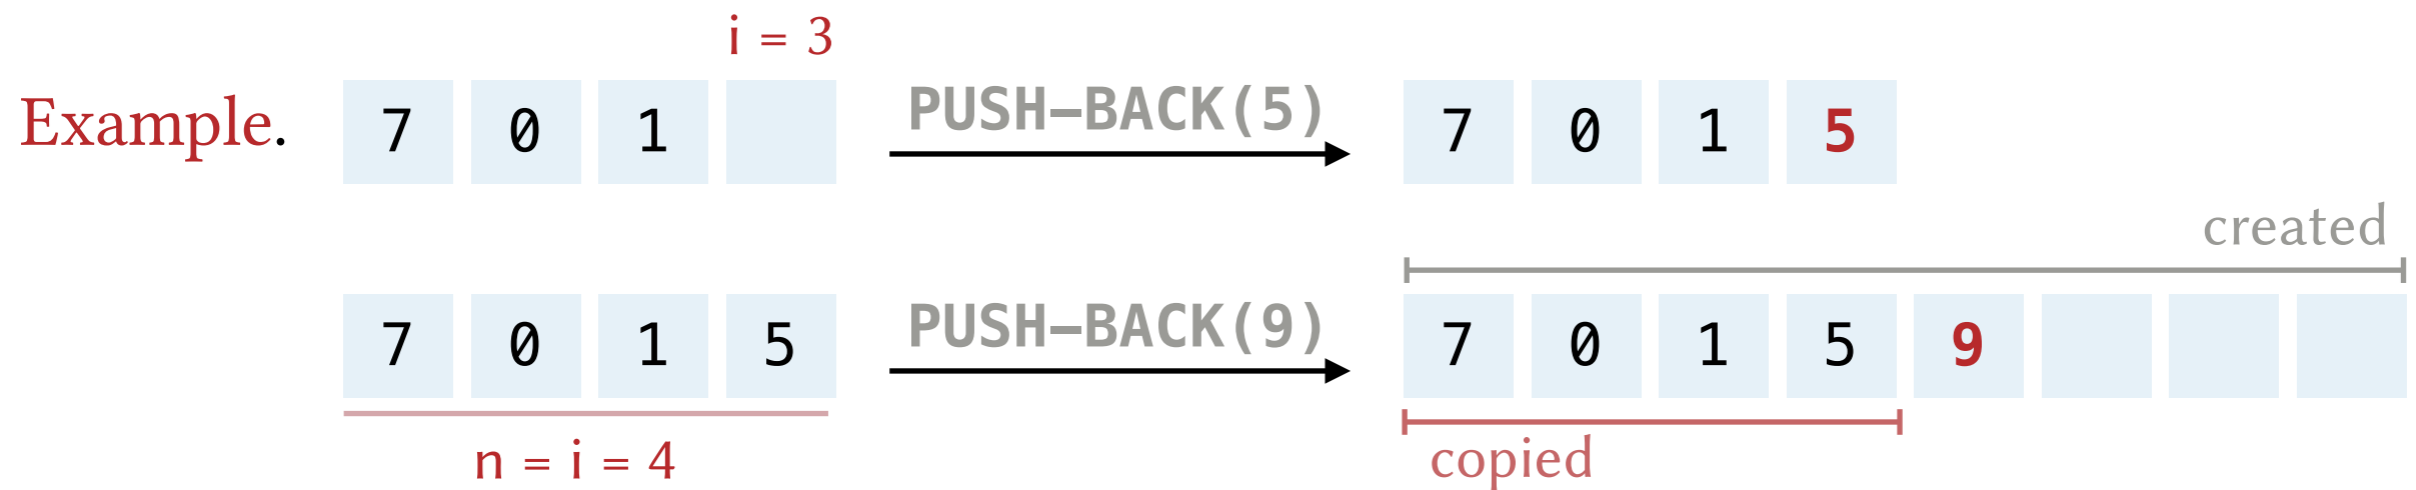 i = 3
Example. 7 0 1 PUSH–BACK(5) 7 0 1 5
created
7 0 1 5 PUSH–BACK(9) 7 0 1 5 9
n = i = 4 copied